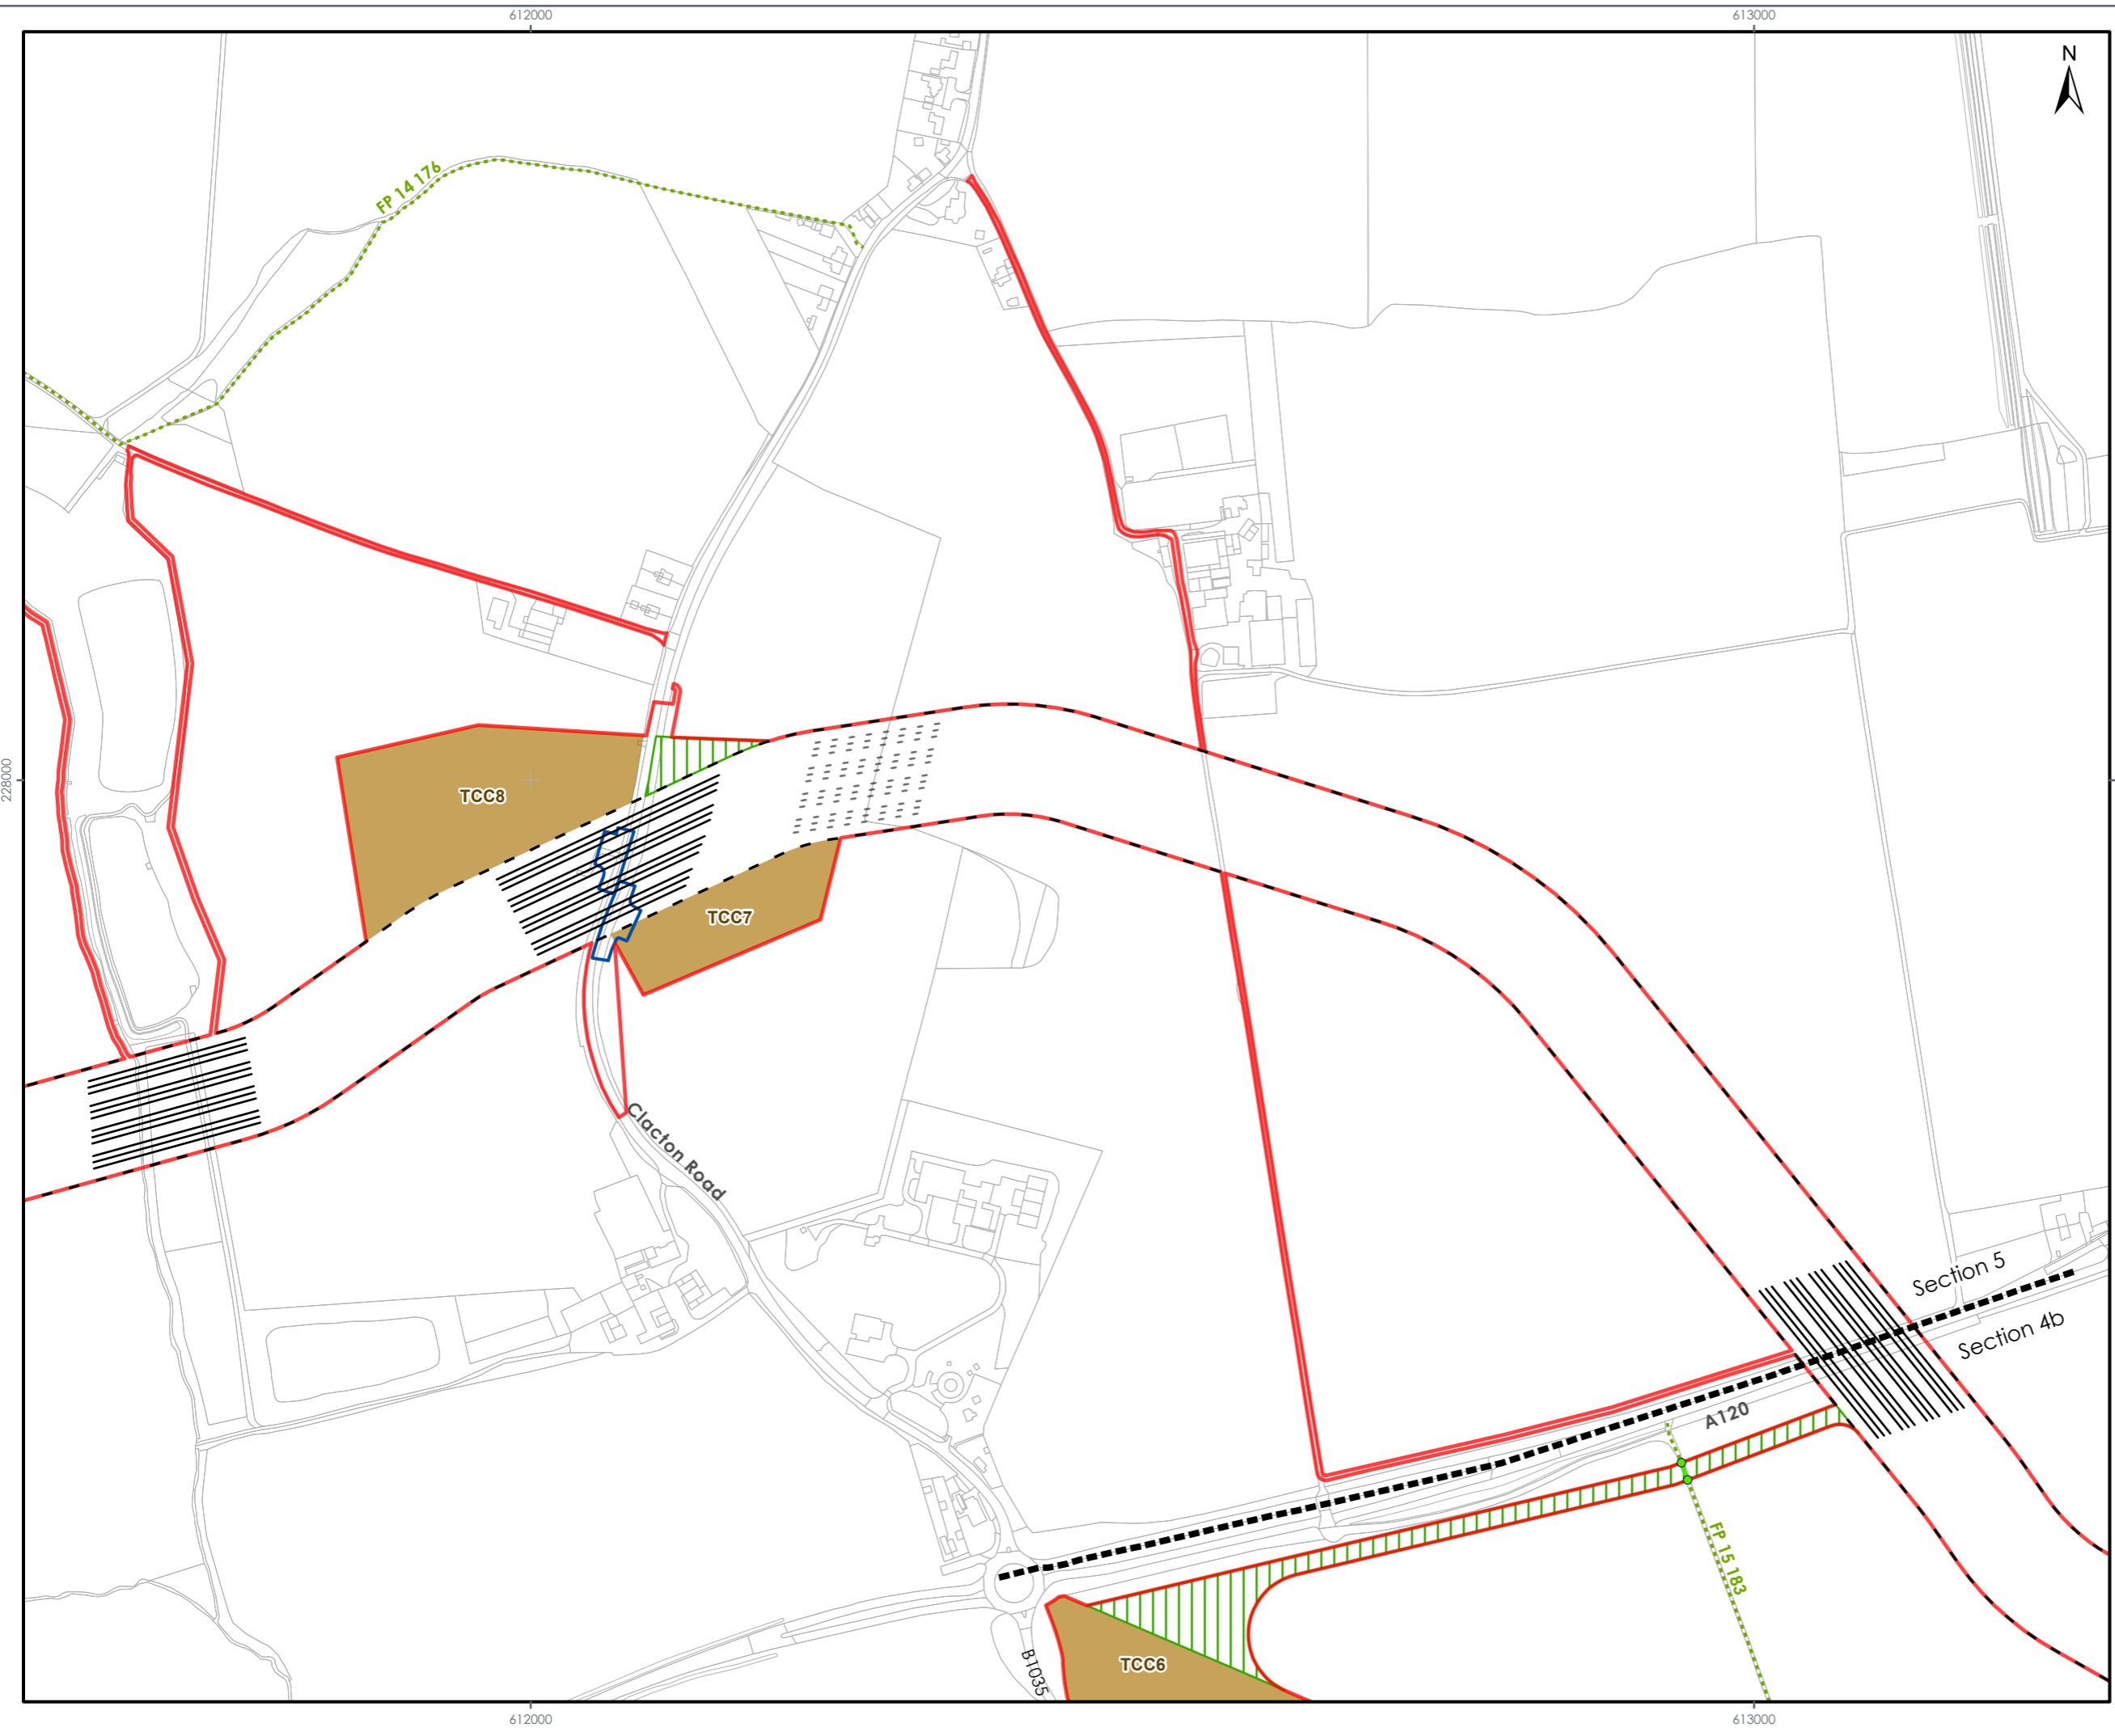 612000
613000
N
FP 14 176
228000
TCC8
TCC7
Clacton Road
Section 5
Section 4b
A120
FP 15 183
TCC6
B1035
612000
613000